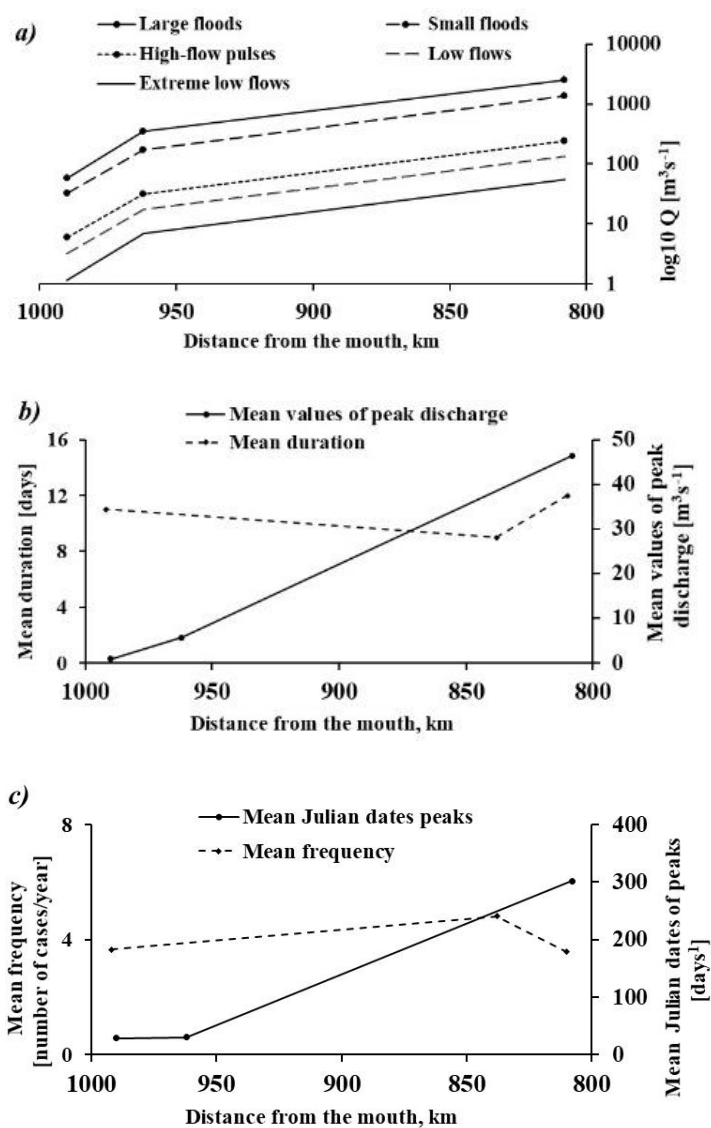 a)
Large floods Small floods
High-flow pulses Low flows
Extreme low flows
10000
1000
100
10
1
log10 Q [m³s⁻¹]
1000 950 900 850 800
Distance from the mouth, km
b)
Mean values of peak discharge
Mean duration
Mean duration [days]
16
12
8
4
0
50
40
30
20
10
0
Mean values of peak
discharge [m³s⁻¹]
1000 950 900 850 800
Distance from the mouth, km
c)
Mean Julian dates peaks
Mean frequency
Mean frequency
[number of cases/year]
8
4
0
400
300
200
100
0
Mean Julian dates of peaks
[days¹]
1000 950 900 850 800
Distance from the mouth, km